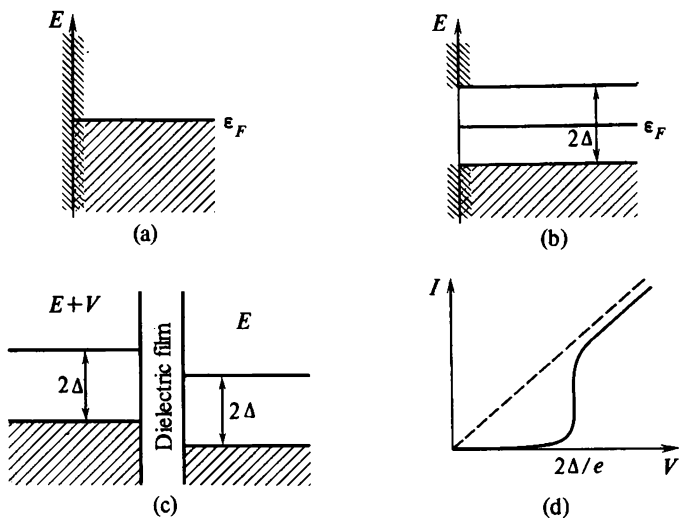 E
ε_F
(a)
E
2Δ
ε_F
(b)
E+V
E
2Δ
Dielectric film
2Δ
(c)
I
2Δ/e
V
(d)